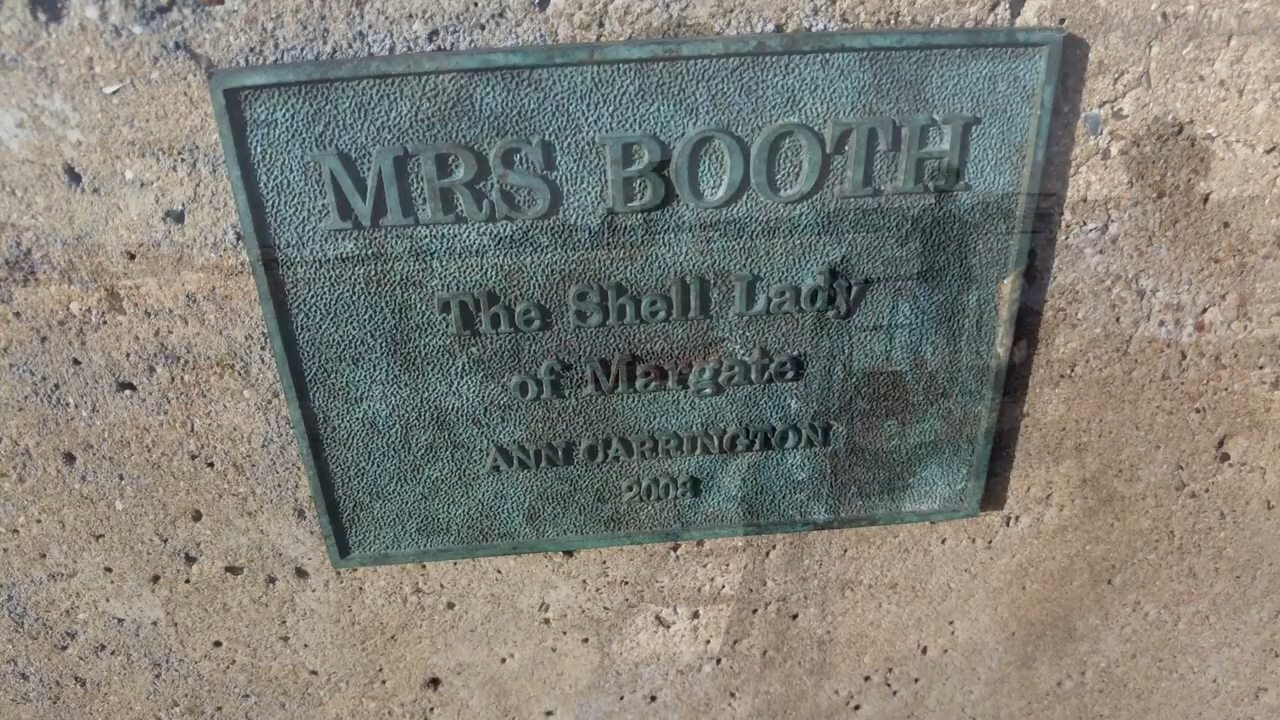 MRS BOOTH
The Shell Lady
of Margate
ANN CARRINGTON
2008